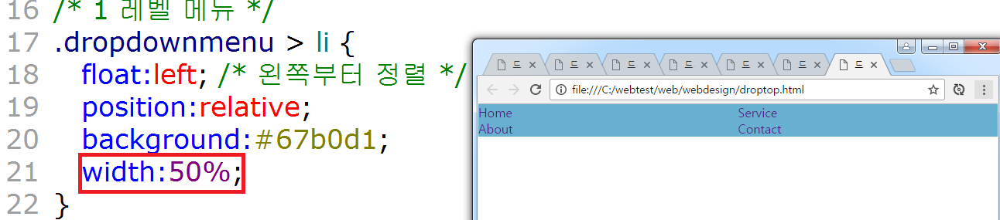 16 /* 1 레벨 메뉴 */
17 .dropdownmenu > li {
18 float:left; /* 왼쪽부터 정렬 */
19 position:relative;
20 background:#67b0d1;
21 width:50%;
22 }
드 드 드 드 드 드 드
file:///C:/webtest/web/webdesign/droptop.html
Home Service
About Contact